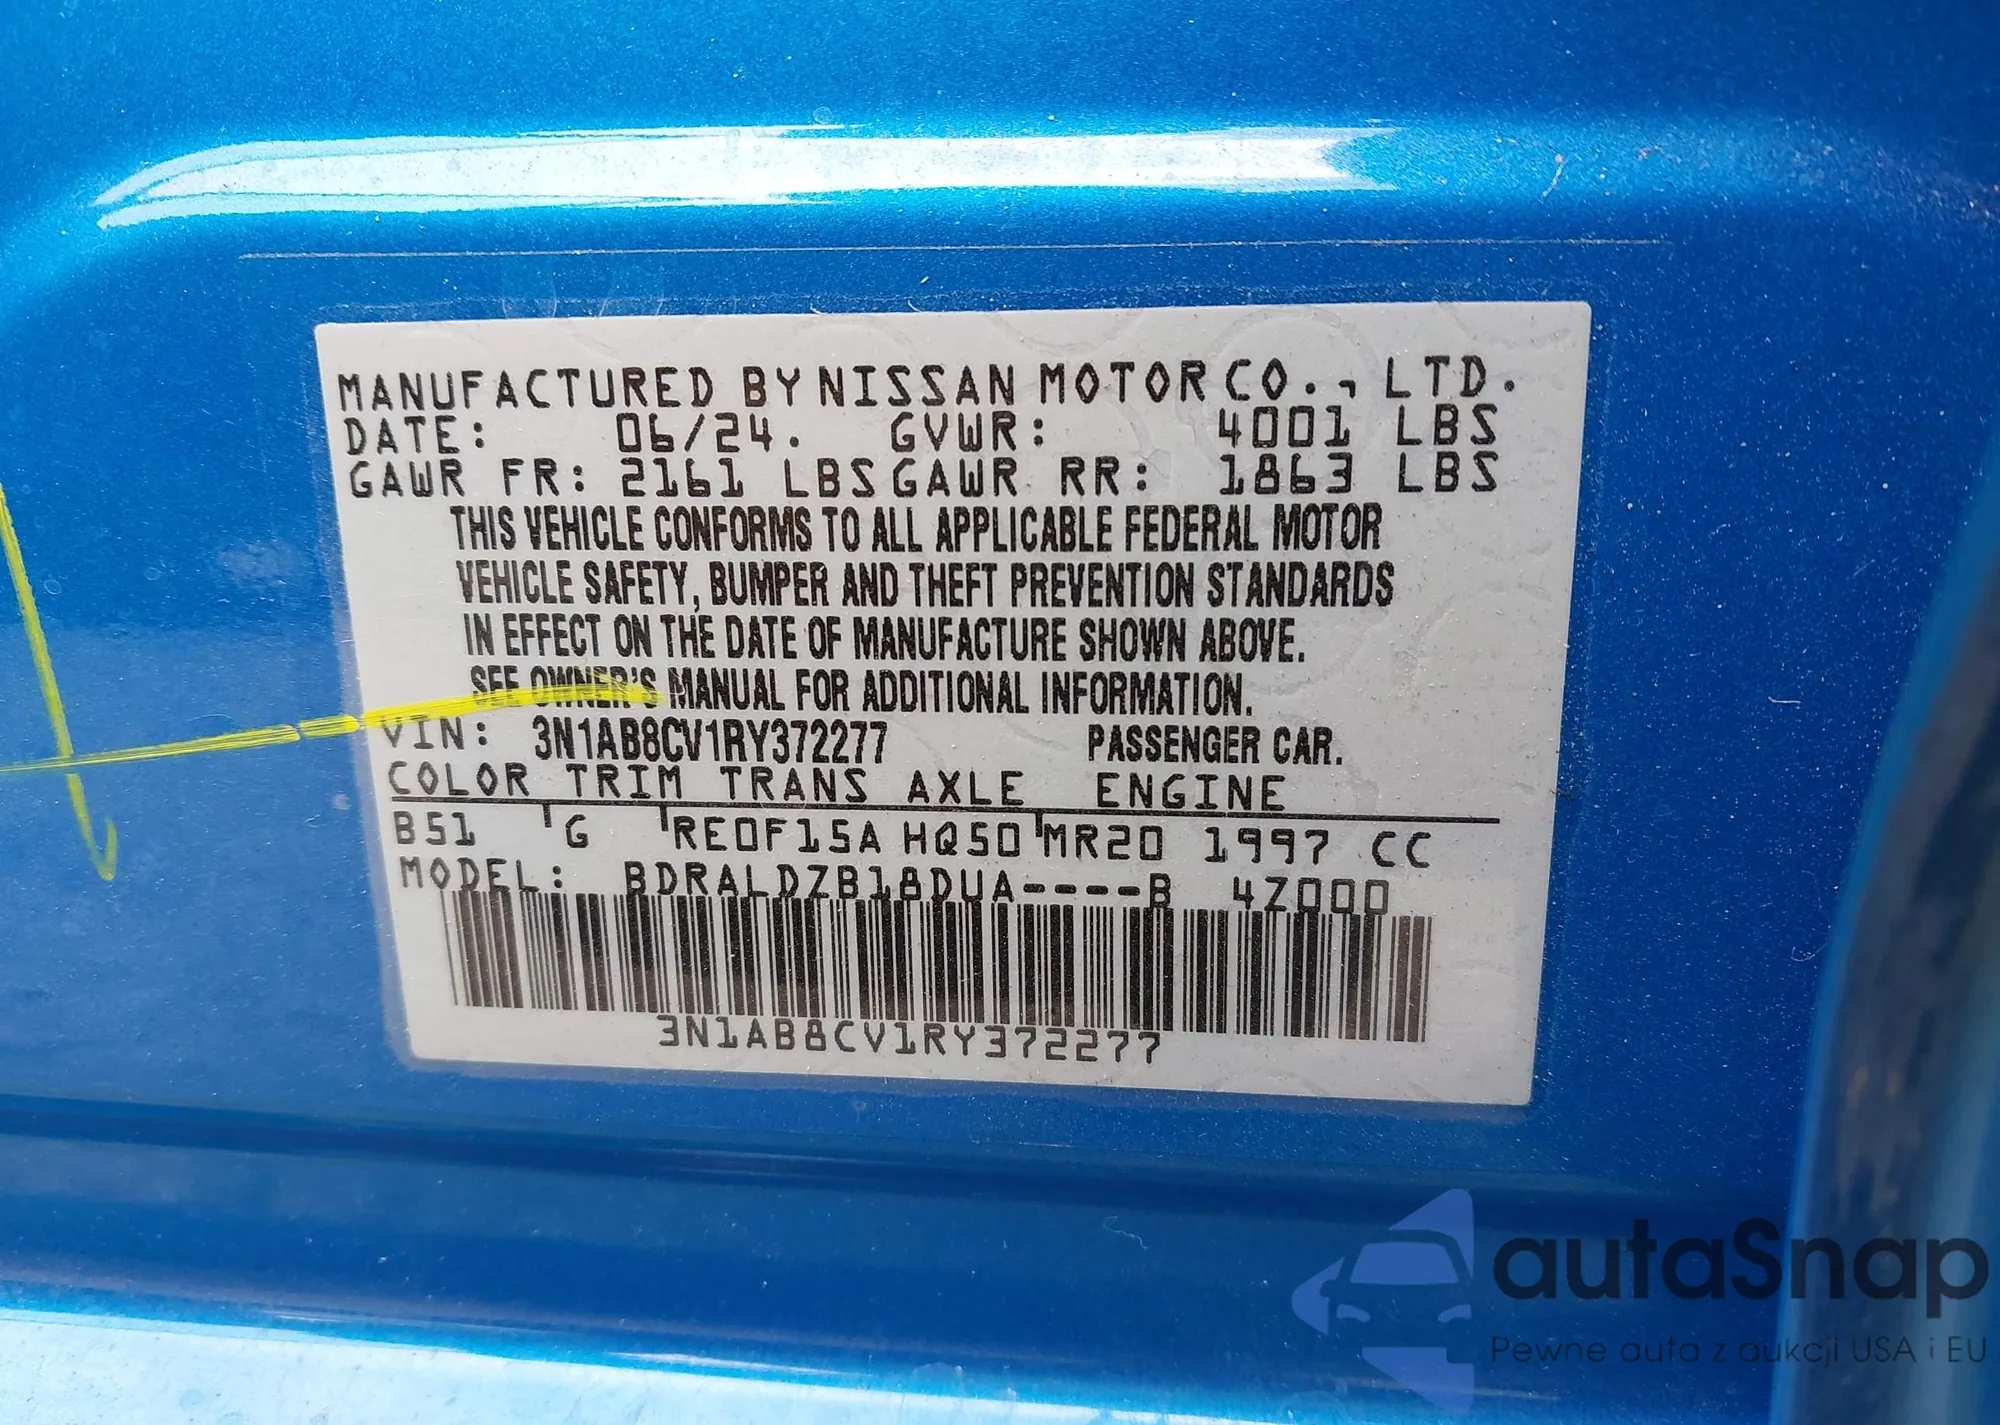 MANUFACTURED BY NISSAN MOTOR CO., LTD.
DATE: 06/24. GVWR: 4001 LBS
GAWR FR: 2161 LBS GAWR RR: 1863 LBS
THIS VEHICLE CONFORMS TO ALL APPLICABLE FEDERAL MOTOR
VEHICLE SAFETY, BUMPER AND THEFT PREVENTION STANDARDS
IN EFFECT ON THE DATE OF MANUFACTURE SHOWN ABOVE.
SEE OWNER'S MANUAL FOR ADDITIONAL INFORMATION.
VIN: 3N1AB8CV1RY372277 PASSENGER CAR.
COLOR TRIM TRANS AXLE ENGINE
B51 G RE0F15A HQ50 MR20 1997 CC
MODEL: BDRALDZB18DUA----B 4Z000
3N1AB8CV1RY372277
autaSnap
Pewne auta z aukcji USA i EU